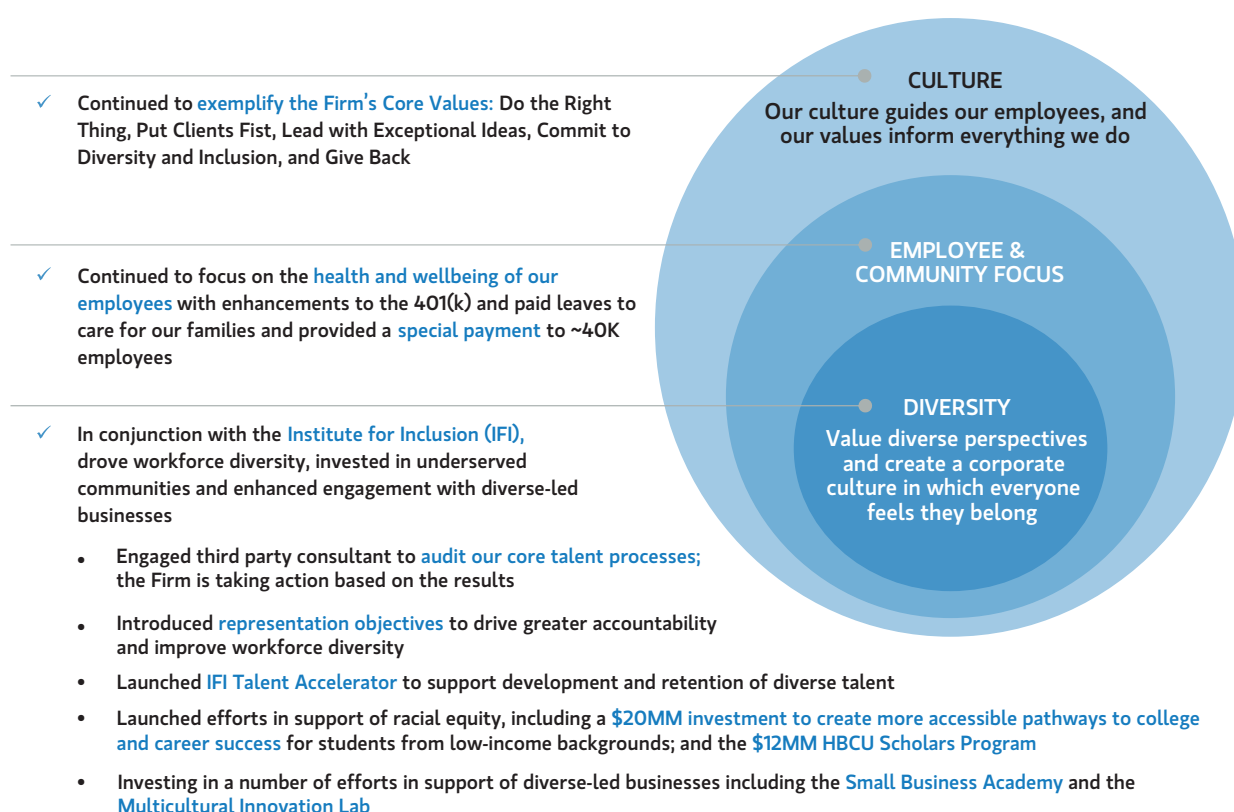 CULTURE
Our culture guides our employees, and
our values inform everything we do
✓ Continued to exemplify the Firm's Core Values: Do the Right
Thing, Put Clients Fist, Lead with Exceptional Ideas, Commit to
Diversity and Inclusion, and Give Back
EMPLOYEE &
COMMUNITY FOCUS
✓ Continued to focus on the health and wellbeing of our
employees with enhancements to the 401(k) and paid leaves to
care for our families and provided a special payment to ~40K
employees
DIVERSITY
Value diverse perspectives
and create a corporate
culture in which everyone
feels they belong
✓ In conjunction with the Institute for Inclusion (IFI),
drove workforce diversity, invested in underserved
communities and enhanced engagement with diverse-led
businesses
• Engaged third party consultant to audit our core talent processes;
the Firm is taking action based on the results
• Introduced representation objectives to drive greater accountability
and improve workforce diversity
• Launched IFI Talent Accelerator to support development and retention of diverse talent
• Launched efforts in support of racial equity, including a $20MM investment to create more accessible pathways to college
and career success for students from low-income backgrounds; and the $12MM HBCU Scholars Program
• Investing in a number of efforts in support of diverse-led businesses including the Small Business Academy and the
Multicultural Innovation Lab